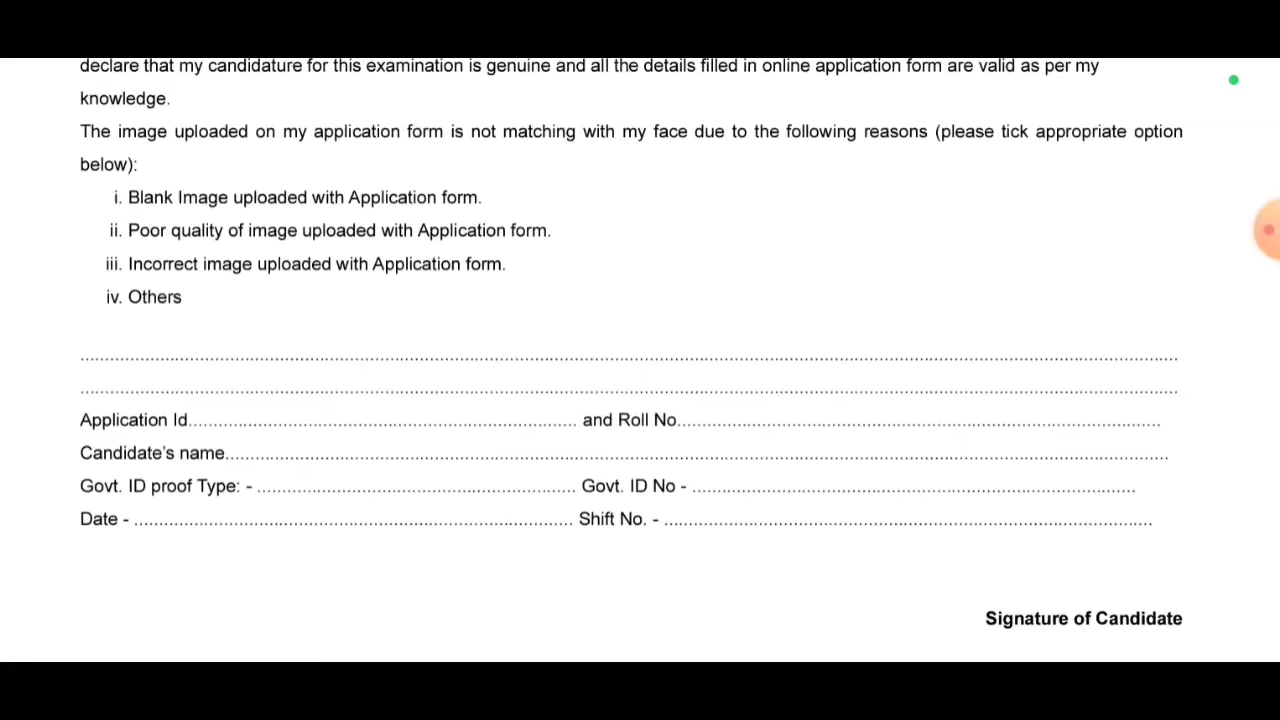 declare that my candidature for this examination is genuine and all the details filled in online application form are valid as per my
knowledge.
The image uploaded on my application form is not matching with my face due to the following reasons (please tick appropriate option
below):
i. Blank Image uploaded with Application form.
ii. Poor quality of image uploaded with Application form.
iii. Incorrect image uploaded with Application form.
iv. Others
Application Id.............................................................................. and Roll No.................................................................................................
Candidate's name.............................................................................................................................................................................................
Govt. ID proof Type: - ................................................................ Govt. ID No - .........................................................................................
Date - ........................................................................................ Shift No. - ..................................................................................................
Signature of Candidate